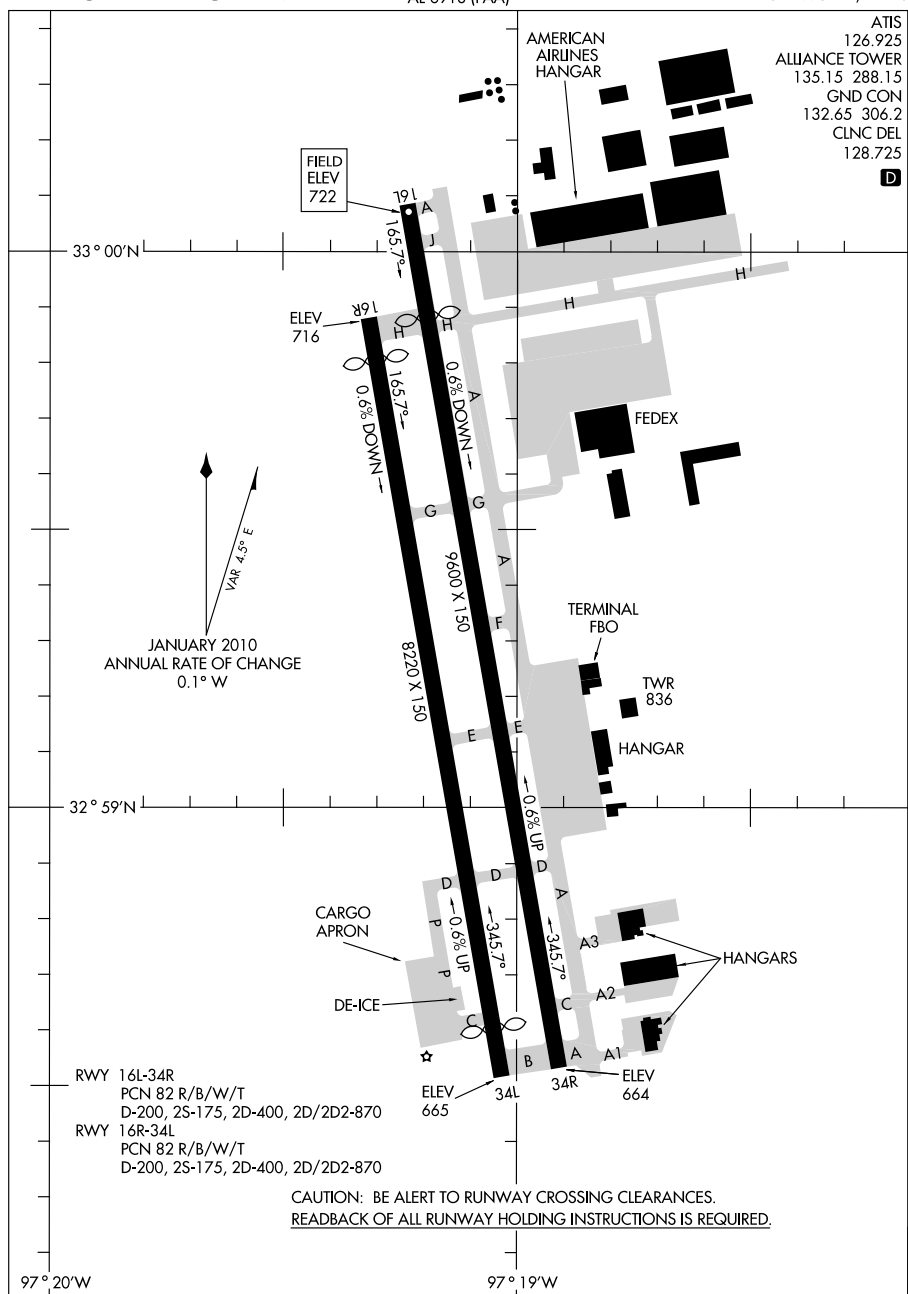 AL-6918 (FAA)
ATIS
126.925
ALLIANCE TOWER
135.15 288.15
GND CON
132.65 306.2
CLNC DEL
128.725
D
AMERICAN
AIRLINES
HANGAR
FIELD
ELEV
722
16L
A
J
165.7°
33° 00'N
H
H
ELEV
716
16R
H
H
165.7°
0.6% DOWN
0.6% DOWN
A
FEDEX
G
G
VAR 4.5° E
A
9600 X 150
F
TERMINAL
FBO
JANUARY 2010
ANNUAL RATE OF CHANGE
0.1° W
8220 X 150
TWR
836
E
E
HANGAR
32° 59'N
0.6% UP
D
D
D
A
CARGO
APRON
P
P
0.6% UP
345.7°
345.7°
A3
HANGARS
DE-ICE
C
C
A2
B
A
A1
ELEV
665
34L
34R
ELEV
664
RWY 16L-34R
PCN 82 R/B/W/T
D-200, 2S-175, 2D-400, 2D/2D2-870
RWY 16R-34L
PCN 82 R/B/W/T
D-200, 2S-175, 2D-400, 2D/2D2-870
CAUTION: BE ALERT TO RUNWAY CROSSING CLEARANCES.
READBACK OF ALL RUNWAY HOLDING INSTRUCTIONS IS REQUIRED.
97° 20'W
97° 19'W